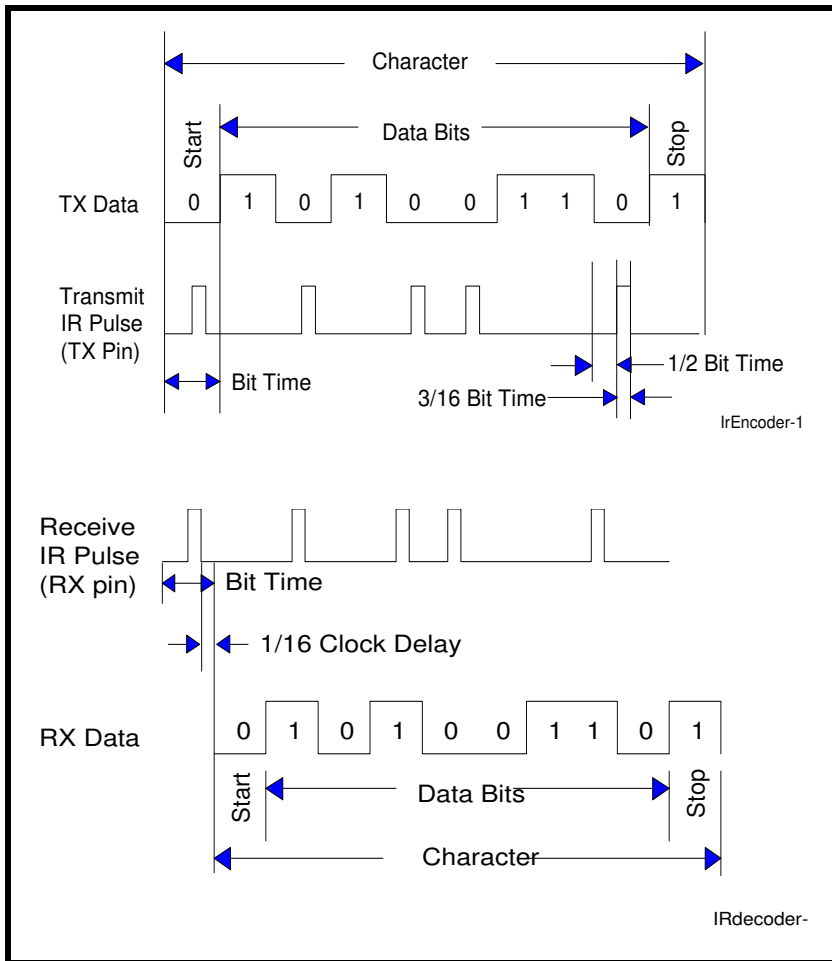 Character
Start
Data Bits
Stop
TX Data
0 1 0 1 0 0 1 1 0 1
Transmit
IR Pulse
(TX Pin)
Bit Time
1/2 Bit Time
3/16 Bit Time
IrEncoder-1
Receive
IR Pulse
(RX pin)
Bit Time
1/16 Clock Delay
RX Data
0 1 0 1 0 0 1 1 0 1
Start
Data Bits
Stop
Character
IRdecoder-